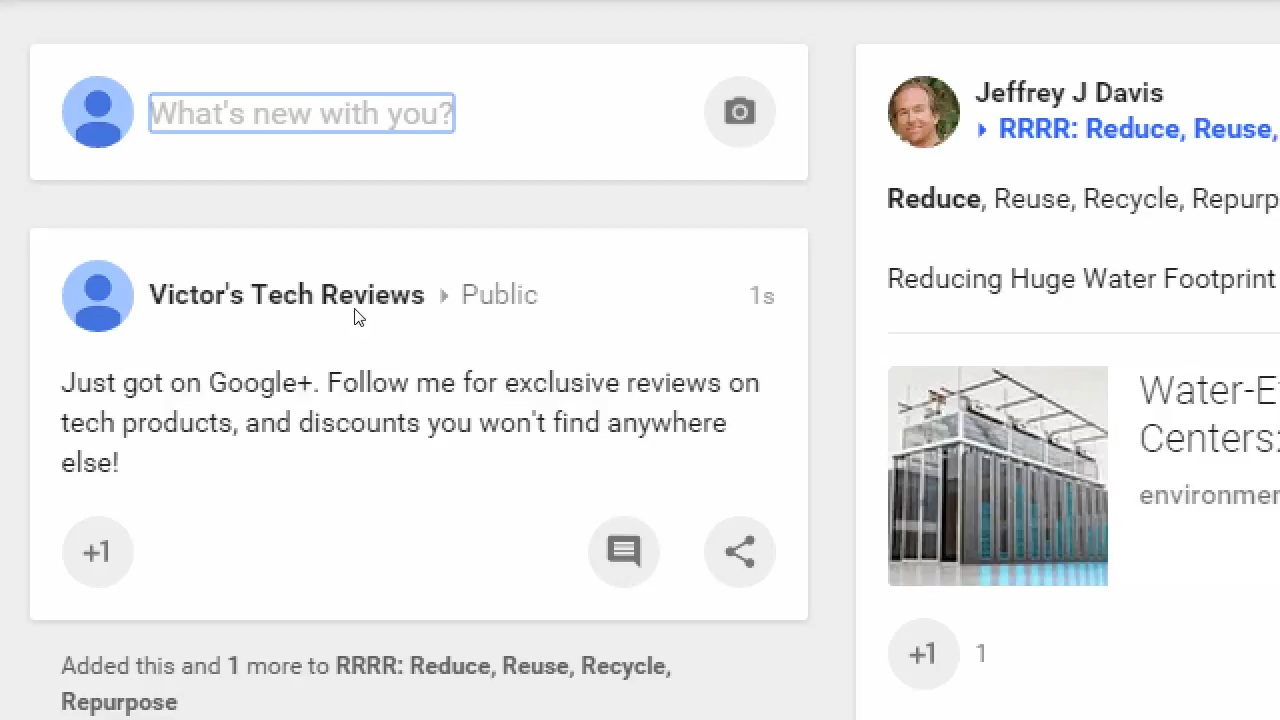 What's new with you?
Victor's Tech Reviews Public 1s
Just got on Google+. Follow me for exclusive reviews on
tech products, and discounts you won't find anywhere
else!
+1
Added this and 1 more to RRRR: Reduce, Reuse, Recycle,
Repurpose
Jeffrey J Davis
RRRR: Reduce, Reuse,
Reduce, Reuse, Recycle, Repurp
Reducing Huge Water Footprint
Water-E
Centers:
environmen
+1 1